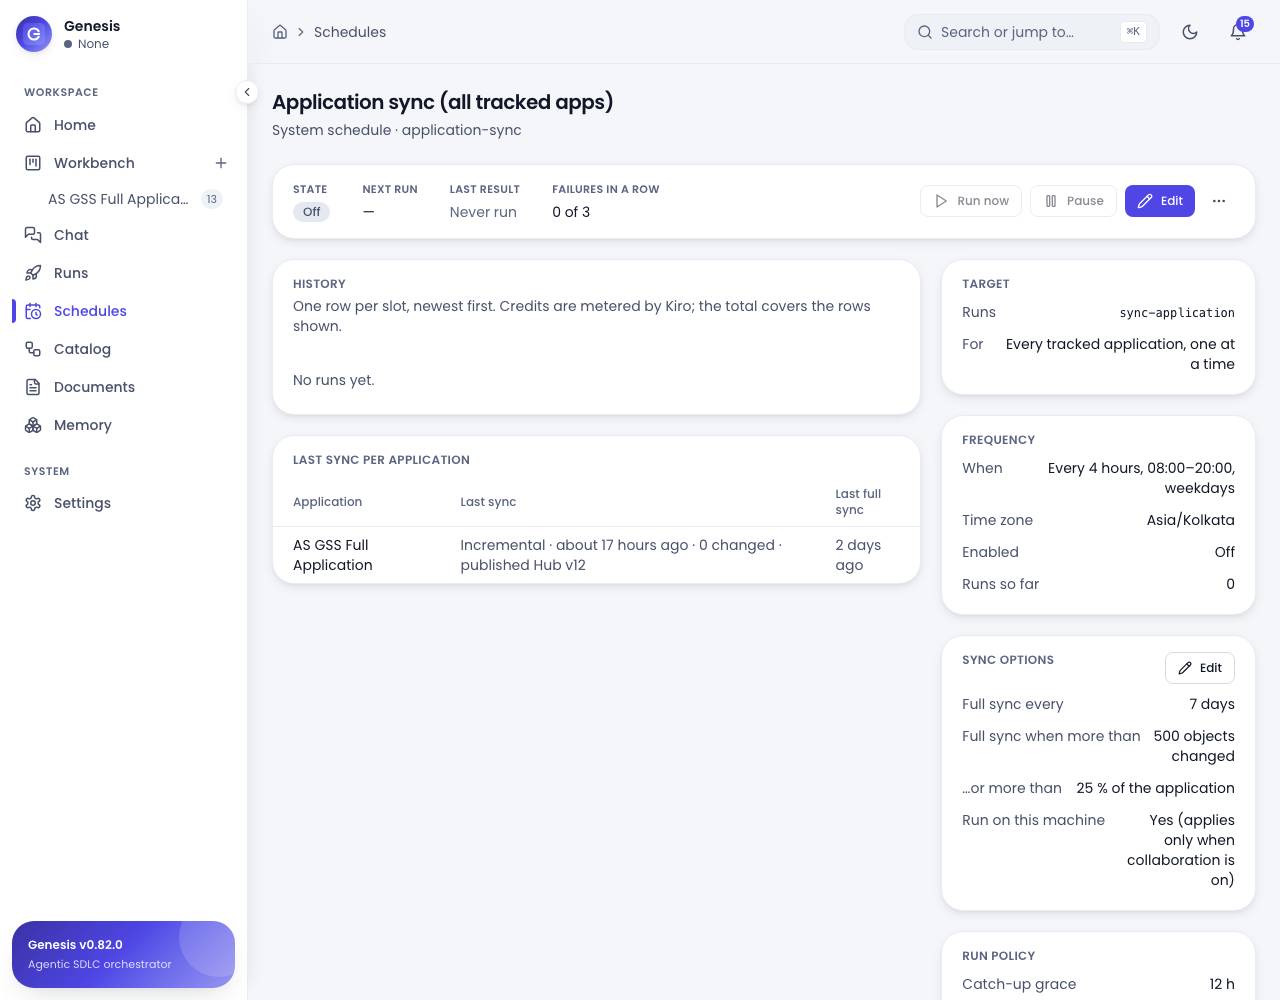 Genesis
None
WORKSPACE
Home
Workbench
AS GSS Full Applica...
13
Chat
Runs
Schedules
Catalog
Documents
Memory
SYSTEM
Settings
Genesis v0.82.0
Agentic SDLC orchestrator
Schedules
Search or jump to...
⌘K
15
Application sync (all tracked apps)
System schedule · application-sync
STATE
Off
NEXT RUN
—
LAST RESULT
Never run
FAILURES IN A ROW
0 of 3
Run now
Pause
Edit
HISTORY
One row per slot, newest first. Credits are metered by Kiro; the total covers the rows
shown.
No runs yet.
LAST SYNC PER APPLICATION
Application
Last sync
Last full
sync
AS GSS Full
Application
Incremental · about 17 hours ago · 0 changed ·
published Hub v12
2 days
ago
TARGET
Runs sync-application
For Every tracked application, one at
a time
FREQUENCY
When Every 4 hours, 08:00–20:00,
weekdays
Time zone Asia/Kolkata
Enabled Off
Runs so far 0
SYNC OPTIONS
Edit
Full sync every 7 days
Full sync when more than 500 objects
changed
...or more than 25 % of the application
Run on this machine Yes (applies
only when
collaboration is
on)
RUN POLICY
Catch-up grace 12 h